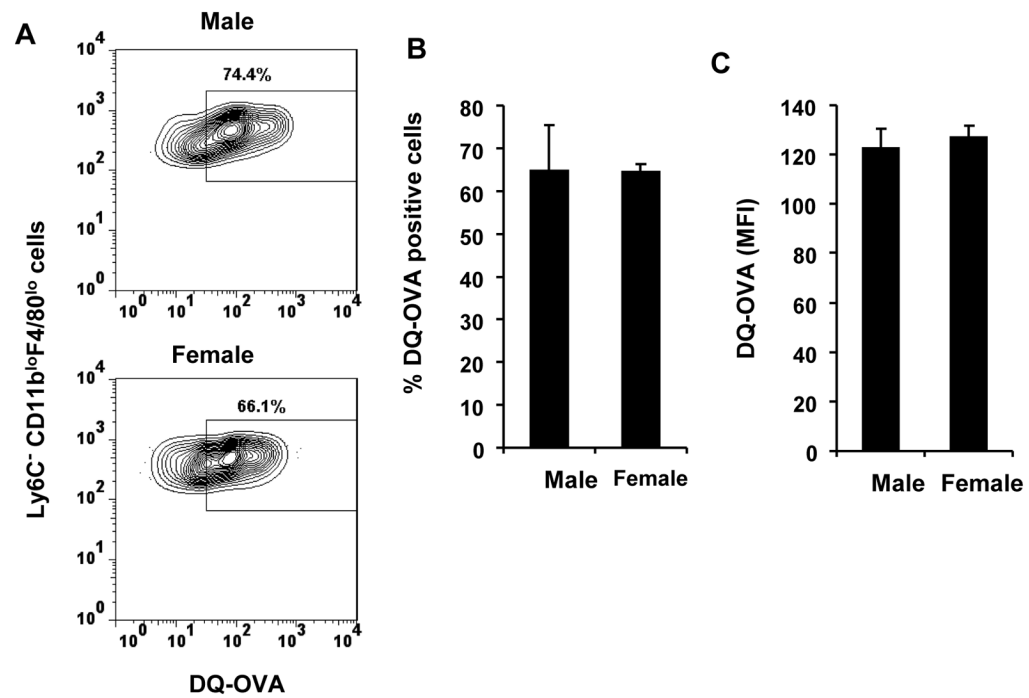 A
Male
10^4
10^3
10^2
10^1
10^0
74.4%
10^0 10^1 10^2 10^3 10^4
Female
10^4
10^3
10^2
10^1
10^0
66.1%
10^0 10^1 10^2 10^3 10^4
Ly6C⁻ CD11b^loF4/80^lo cells
DQ-OVA
B
% DQ-OVA positive cells
80
70
60
50
40
30
20
10
0
Male Female
C
DQ-OVA (MFI)
140
120
100
80
60
40
20
0
Male Female